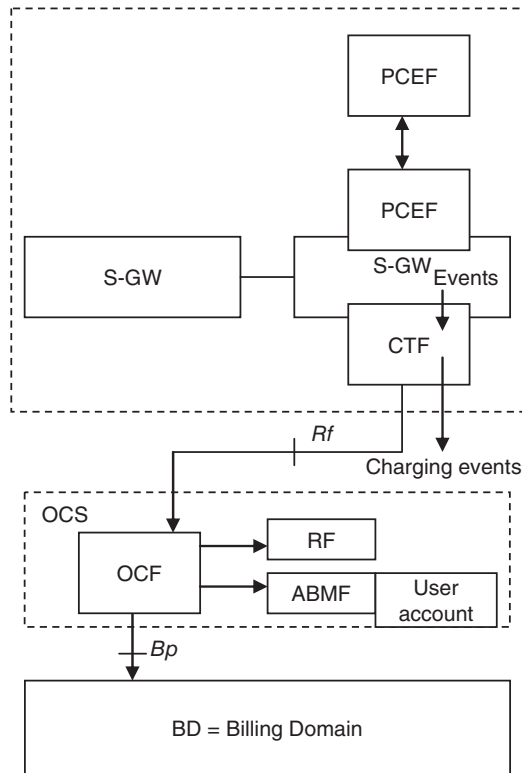 PCEF
PCEF
S-GW
S-GW
Events
CTF
Rf
Charging events
OCS
RF
OCF
ABMF
User
account
Bp
BD = Billing Domain